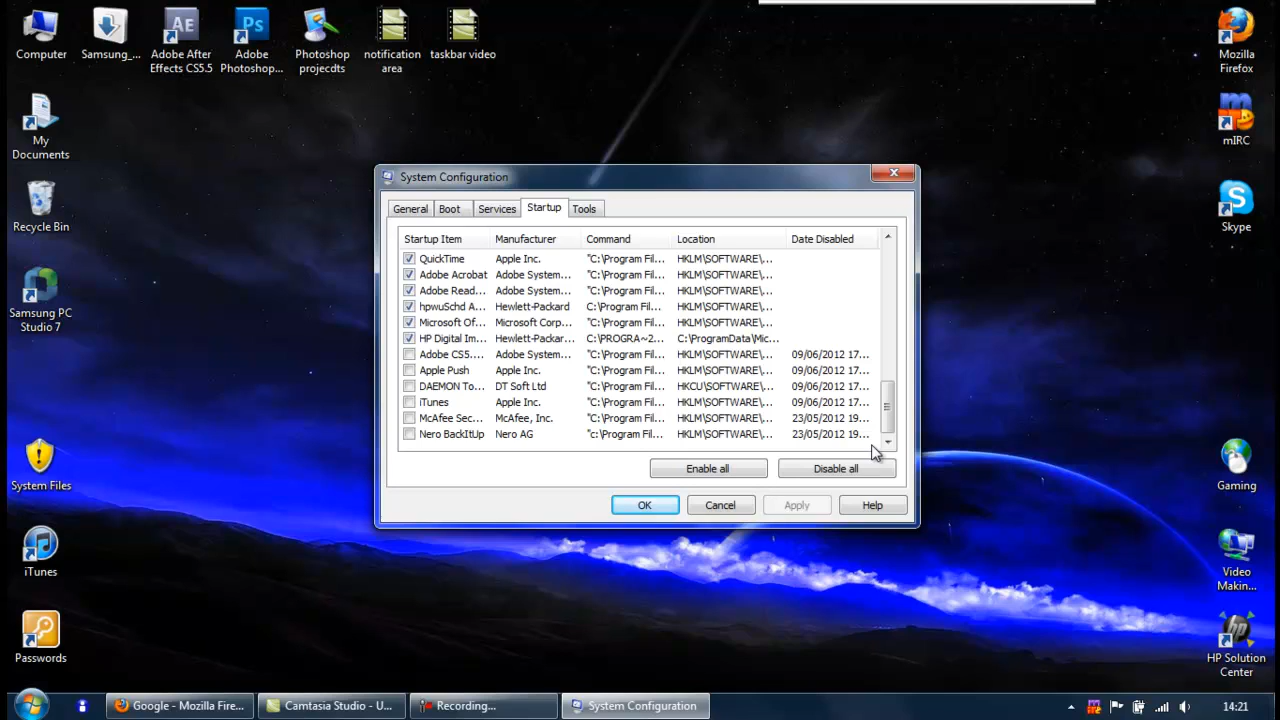 Computer
Samsung_...
Adobe After
Effects CS5.5
Adobe
Photoshop...
Photoshop
projecdts
notification
area
taskbar video
Mozilla
Firefox
My
Documents
mIRC
Recycle Bin
Skype
Samsung PC
Studio 7
System Files
Gaming
iTunes
Video
Makin...
Passwords
HP Solution
Center
System Configuration
General Boot Services Startup Tools
Startup Item Manufacturer Command Location Date Disabled
QuickTime Apple Inc. "C:\Program Fil... HKLM\SOFTWARE\...
Adobe Acrobat Adobe System... "C:\Program Fil... HKLM\SOFTWARE\...
Adobe Read... Adobe System... "C:\Program Fil... HKLM\SOFTWARE\...
hpwuSchd A... Hewlett-Packard C:\Program Fil... HKLM\SOFTWARE\...
Microsoft Of... Microsoft Corp... "C:\Program Fil... HKLM\SOFTWARE\...
HP Digital Im... Hewlett-Packar... C:\PROGRA~2... C:\ProgramData\Mic...
Adobe CS5.... Adobe System... "C:\Program Fil... HKLM\SOFTWARE\... 09/06/2012 17...
Apple Push Apple Inc. "C:\Program Fil... HKLM\SOFTWARE\... 09/06/2012 17...
DAEMON To... DT Soft Ltd "C:\Program Fil... HKCU\SOFTWARE\... 09/06/2012 17...
iTunes Apple Inc. "C:\Program Fil... HKLM\SOFTWARE\... 09/06/2012 17...
McAfee Sec... McAfee, Inc. "C:\Program Fil... HKLM\SOFTWARE\... 23/05/2012 19...
Nero BackItUp Nero AG "c:\Program Fil... HKLM\SOFTWARE\... 23/05/2012 19...
Enable all Disable all
OK Cancel Apply Help
Google - Mozilla Fire... Camtasia Studio - U... Recording... System Configuration 14:21